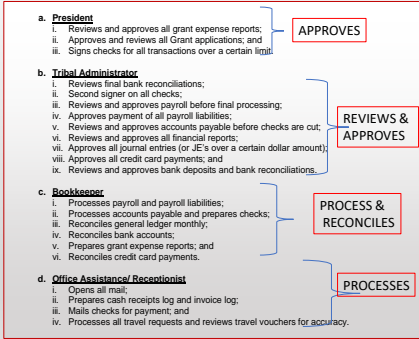 a. President
i. Reviews and approves all grant expense reports;
ii. Approves and reviews all Grant applications; and
iii. Signs checks for all transactions over a certain limit.
APPROVES
b. Tribal Administrator
i. Reviews final bank reconciliations;
ii. Second signer on all checks;
iii. Reviews and approves payroll before final processing;
iv. Approves payment of all payroll liabilities;
v. Reviews and approves accounts payable before checks are cut;
vi. Reviews and approves all financial reports;
vii. Approves all journal entries (or JE's over a certain dollar amount);
viii. Approves all credit card payments; and
ix. Reviews and approves bank deposits and bank reconciliations.
REVIEWS &
APPROVES
c. Bookkeeper
i. Processes payroll and payroll liabilities;
ii. Processes accounts payable and prepares checks;
iii. Reconciles general ledger monthly;
iv. Reconciles bank accounts;
v. Prepares grant expense reports; and
vi. Reconciles credit card payments.
PROCESS &
RECONCILES
d. Office Assistance/ Receptionist
i. Opens all mail;
ii. Prepares cash receipts log and invoice log;
iii. Mails checks for payment; and
iv. Processes all travel requests and reviews travel vouchers for accuracy.
PROCESSES